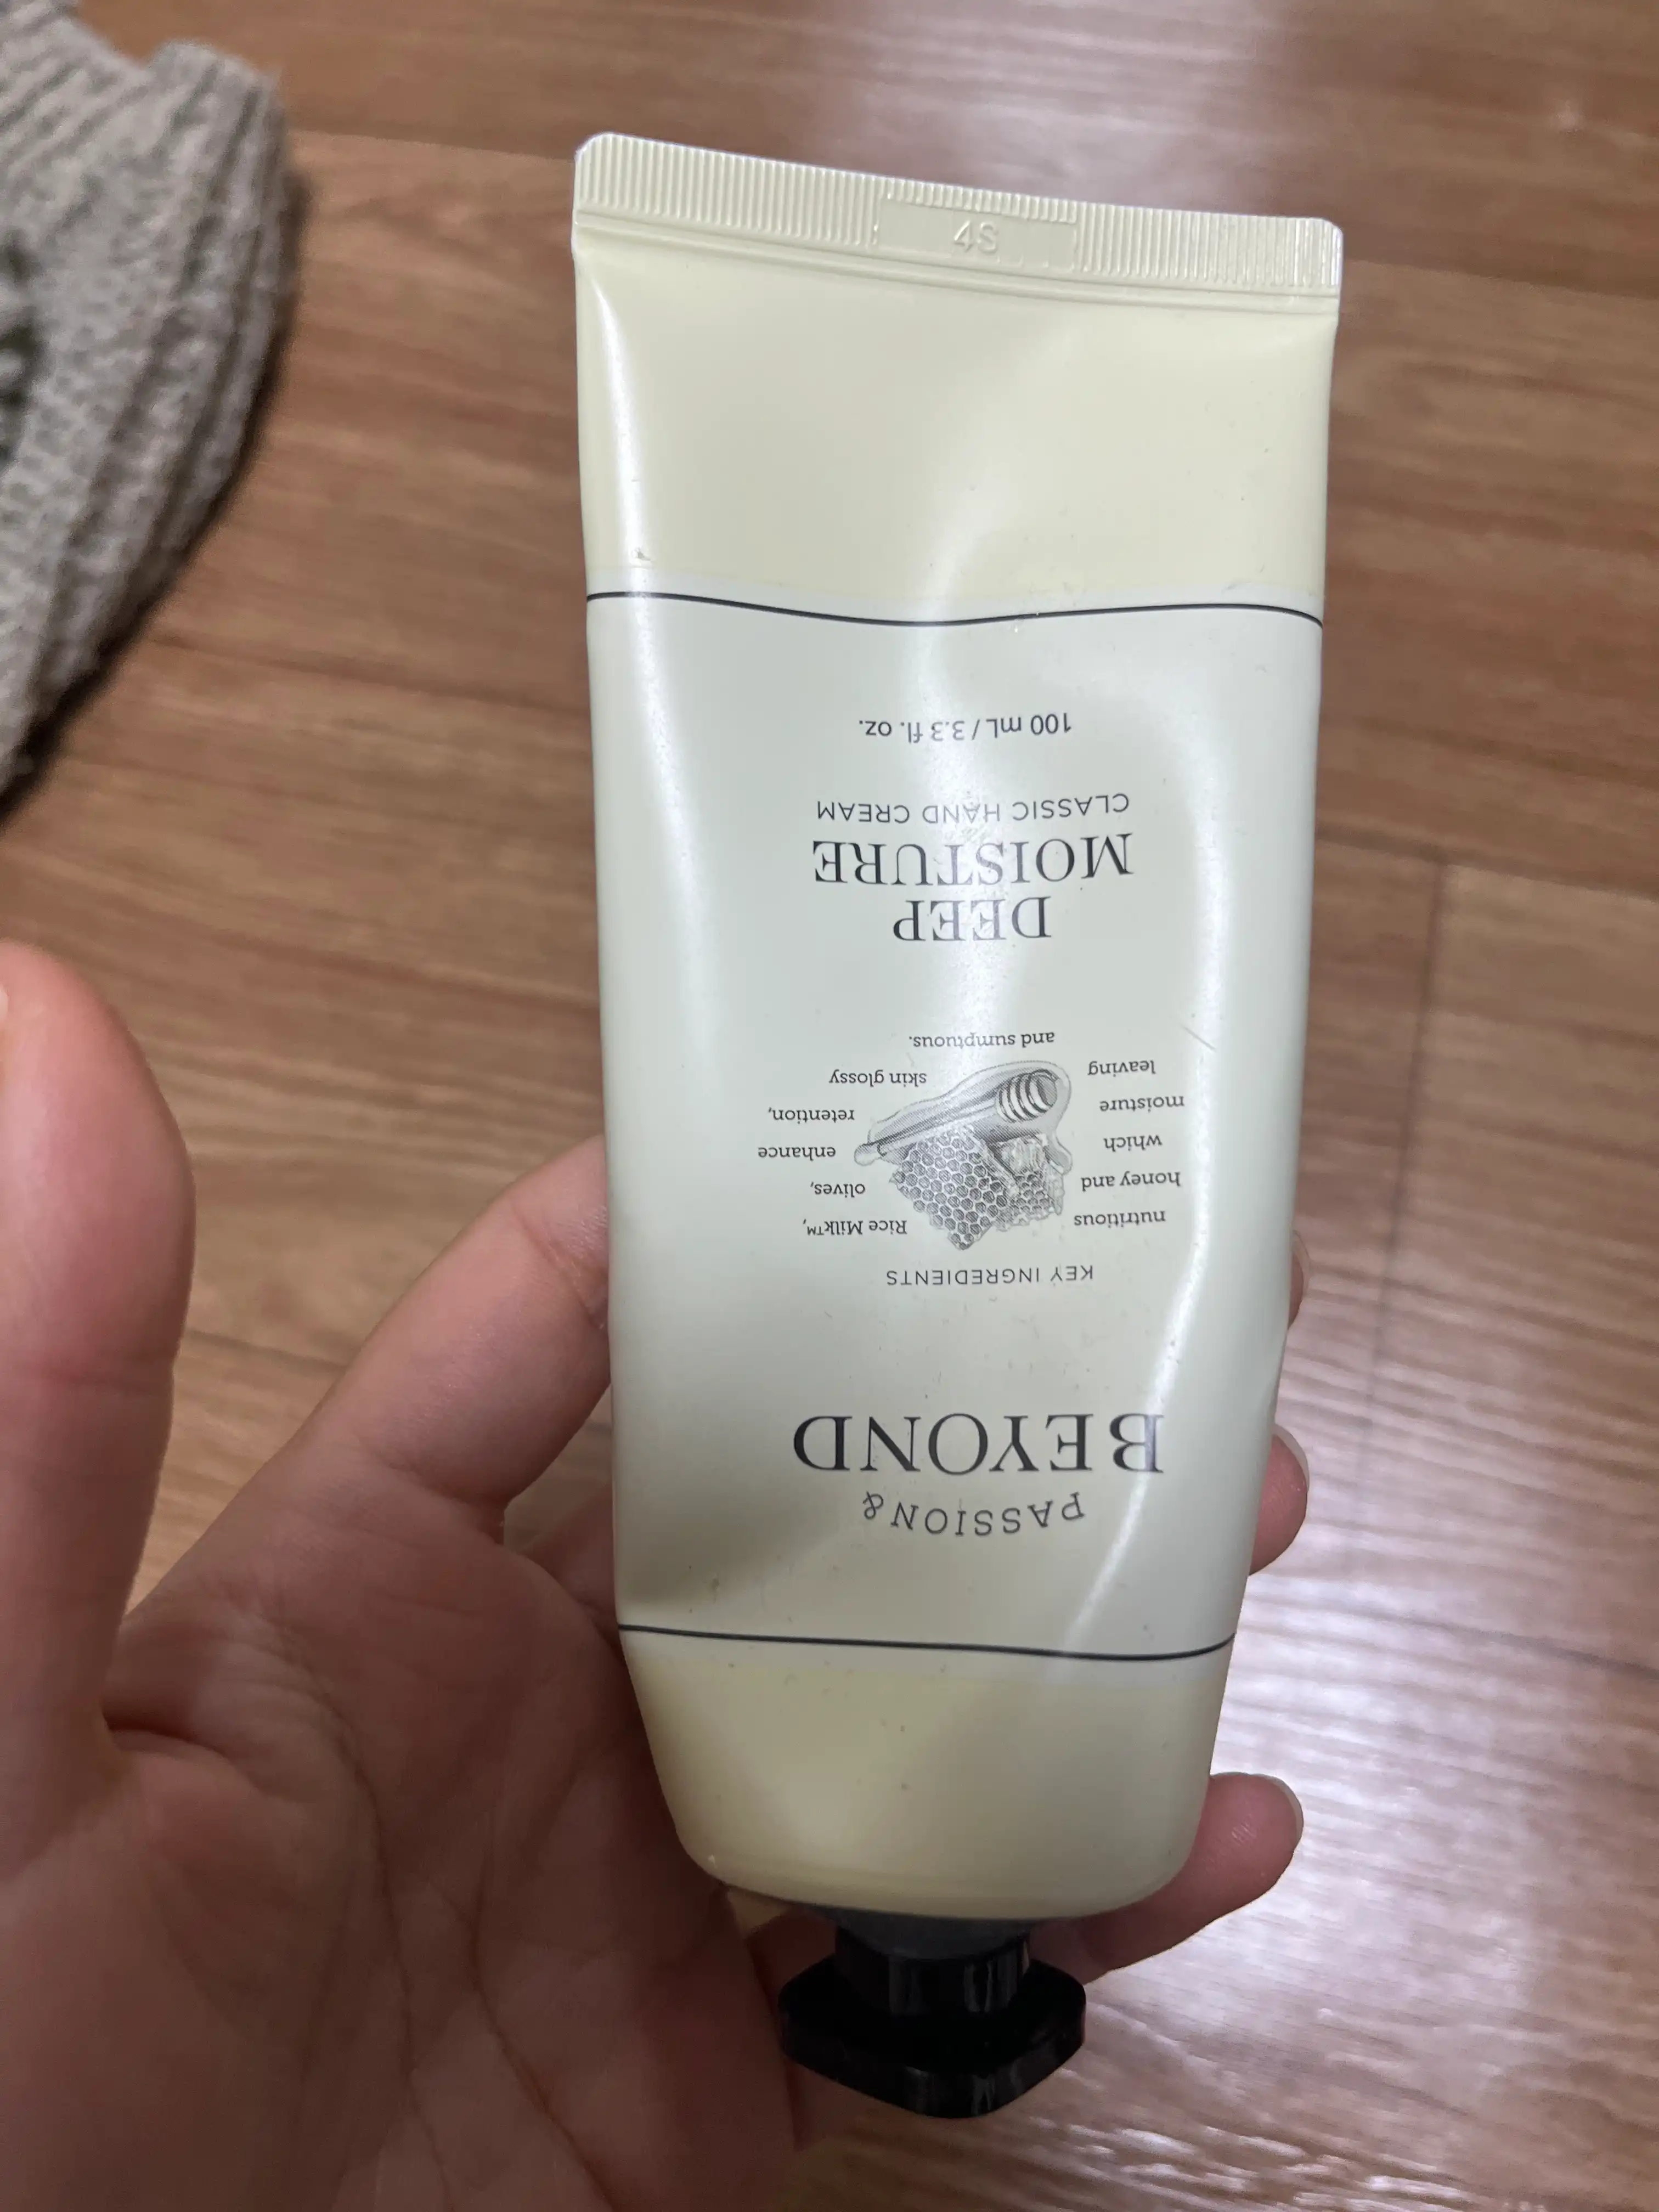 PASSION &
BEYOND
KEY INGREDIENTS
nutritious Rice Milk™,
honey and olives,
which enhance
moisture retention,
leaving skin glossy
and sumptuous.
DEEP
MOISTURE
CLASSIC HAND CREAM
100 mL / 3.3 fl. oz.
4S